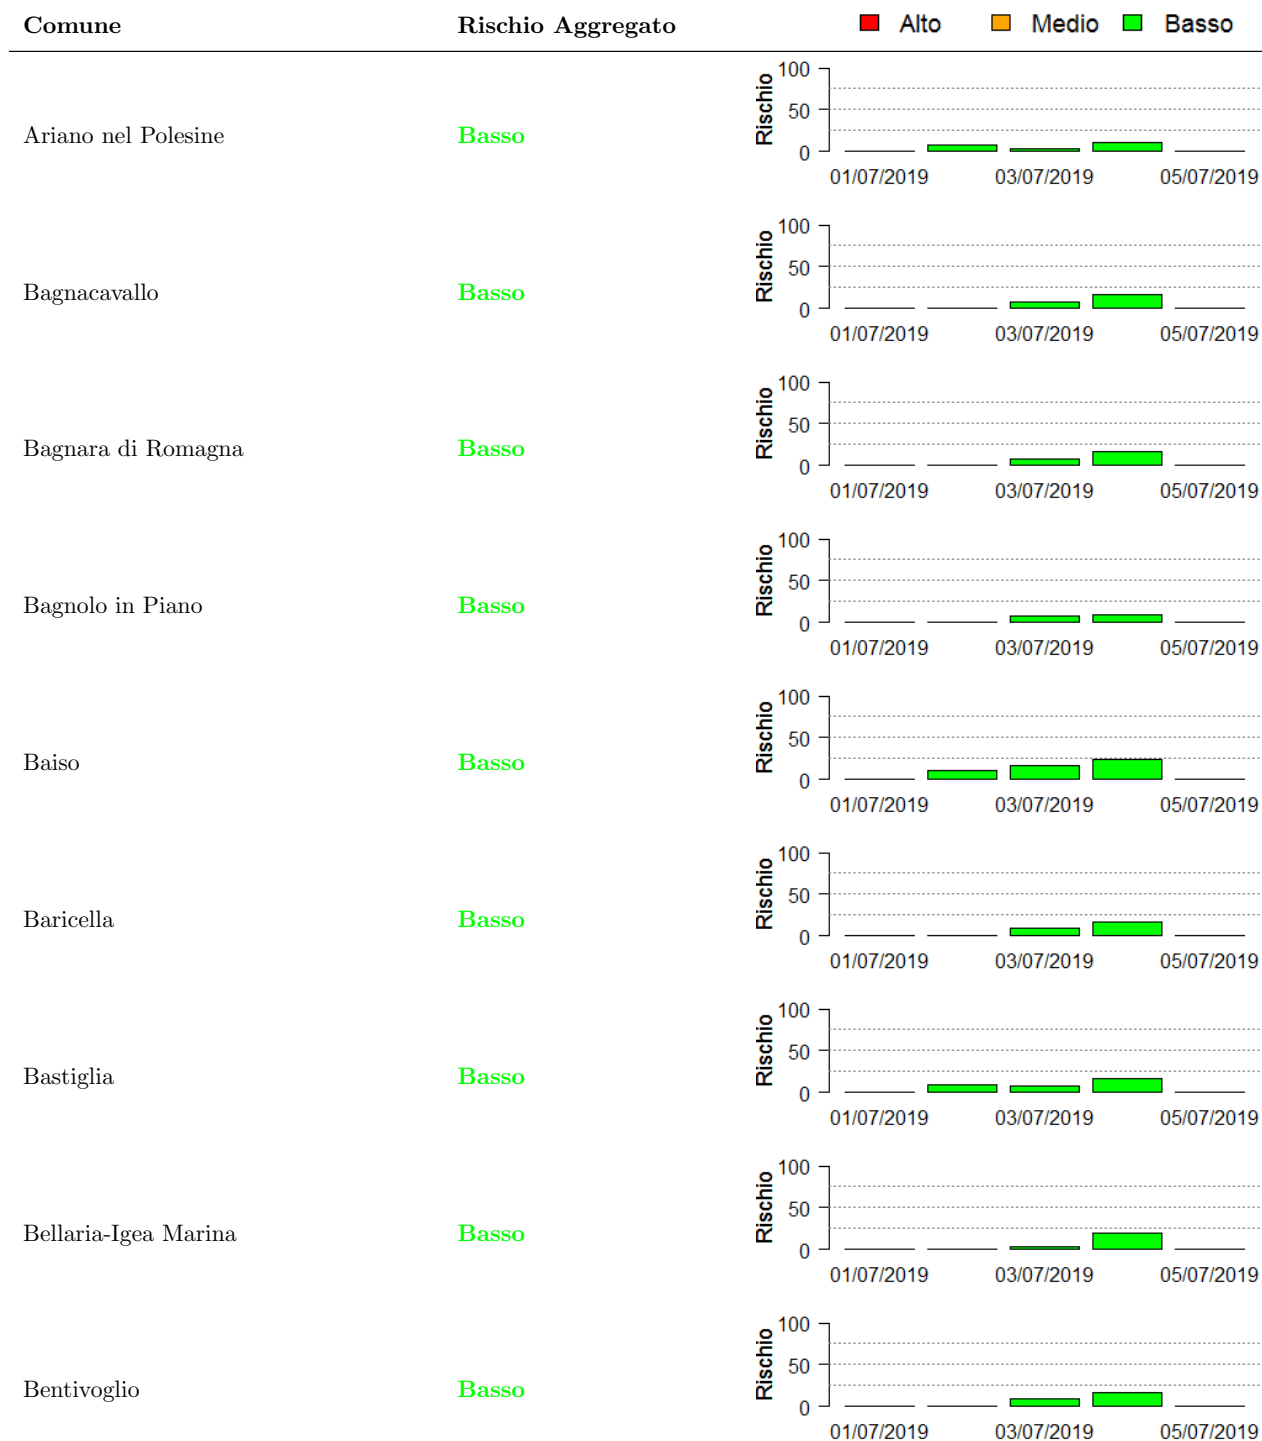 Comune Rischio Aggregato Alto Medio Basso
Ariano nel Polesine Basso
Rischio
100
50
0
01/07/2019 03/07/2019 05/07/2019
Bagnacavallo Basso
Rischio
100
50
0
01/07/2019 03/07/2019 05/07/2019
Bagnara di Romagna Basso
Rischio
100
50
0
01/07/2019 03/07/2019 05/07/2019
Bagnolo in Piano Basso
Rischio
100
50
0
01/07/2019 03/07/2019 05/07/2019
Baiso Basso
Rischio
100
50
0
01/07/2019 03/07/2019 05/07/2019
Baricella Basso
Rischio
100
50
0
01/07/2019 03/07/2019 05/07/2019
Bastiglia Basso
Rischio
100
50
0
01/07/2019 03/07/2019 05/07/2019
Bellaria-Igea Marina Basso
Rischio
100
50
0
01/07/2019 03/07/2019 05/07/2019
Bentivoglio Basso
Rischio
100
50
0
01/07/2019 03/07/2019 05/07/2019